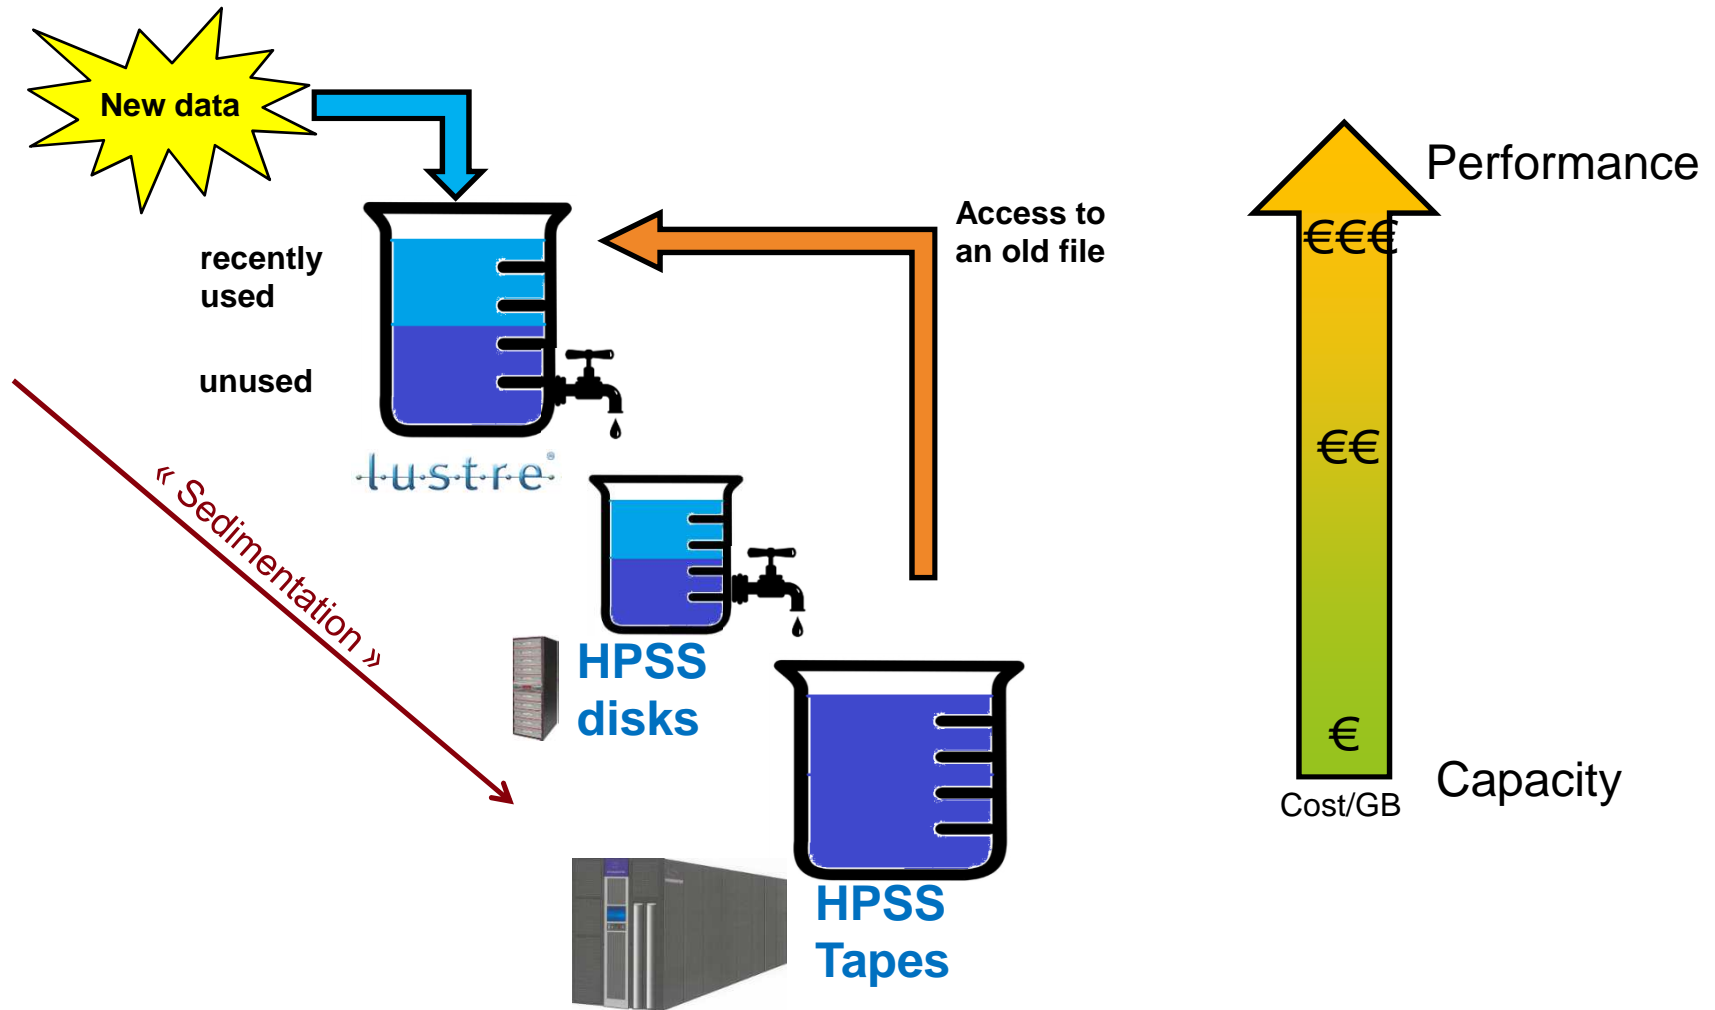 New data
recently
used
unused
lustre®
« Sedimentation »
Access to
an old file
HPSS
disks
HPSS
Tapes
Performance
€€€
€€
€
Cost/GB
Capacity